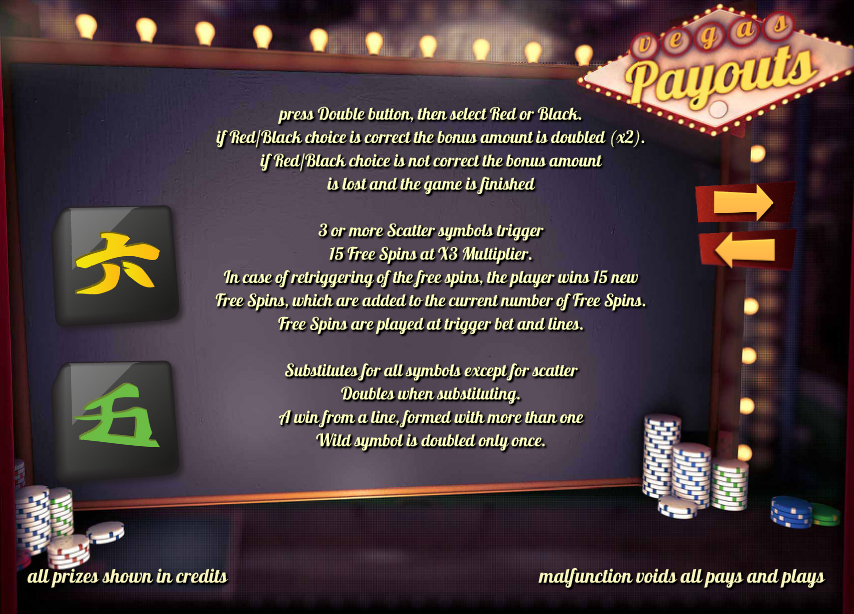 vegas
Payouts
press Double button, then select Red or Black.
if Red/Black choice is correct the bonus amount is doubled (x2).
if Red/Black choice is not correct the bonus amount
is lost and the game is finished
六
3 or more Scatter symbols trigger
15 Free Spins at X3 Multiplier.
In case of retriggering of the free spins, the player wins 15 new
Free Spins, which are added to the current number of Free Spins.
Free Spins are played at trigger bet and lines.
五
Substitutes for all symbols except for scatter
Doubles when substituting.
A win from a line, formed with more than one
Wild symbol is doubled only once.
all prizes shown in credits
malfunction voids all pays and plays